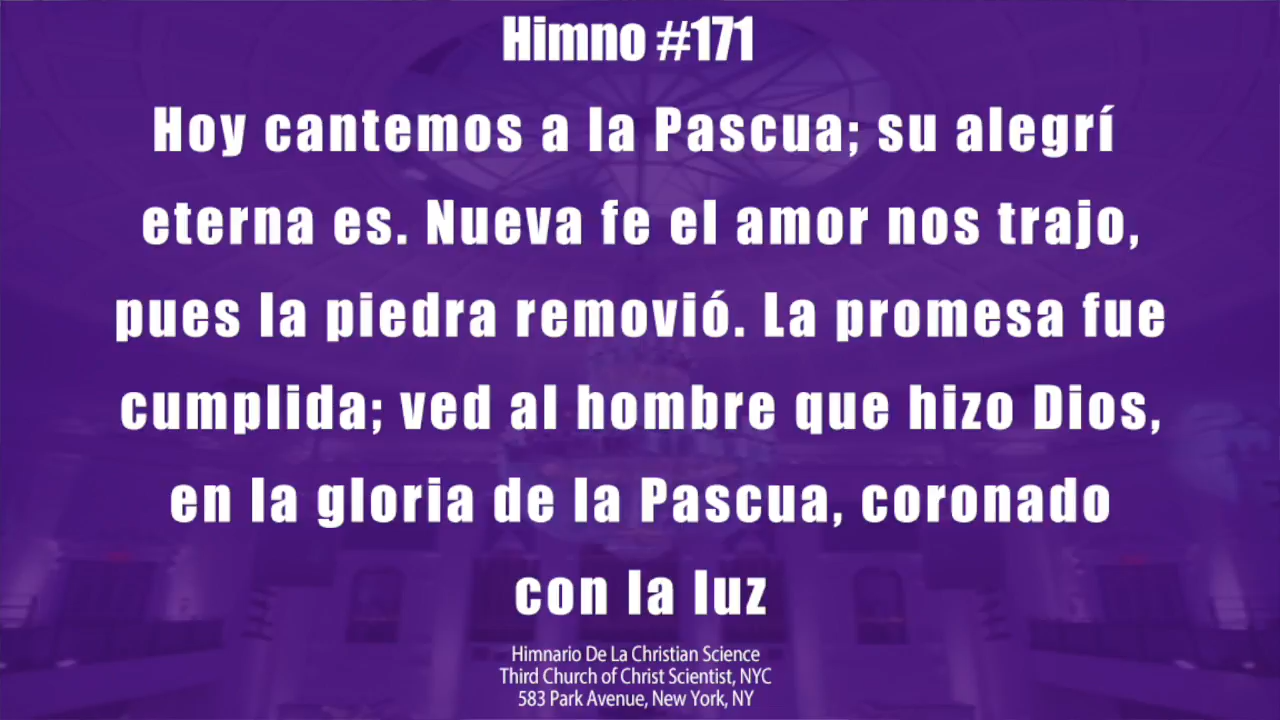 Himno #171
Hoy cantemos a la Pascua; su alegrí
eterna es. Nueva fe el amor nos trajo,
pues la piedra removió. La promesa fue
cumplida; ved al hombre que hizo Dios,
en la gloria de la Pascua, coronado
con la luz
Himnario De La Christian Science
Third Church of Christ Scientist, NYC
583 Park Avenue, New York, NY